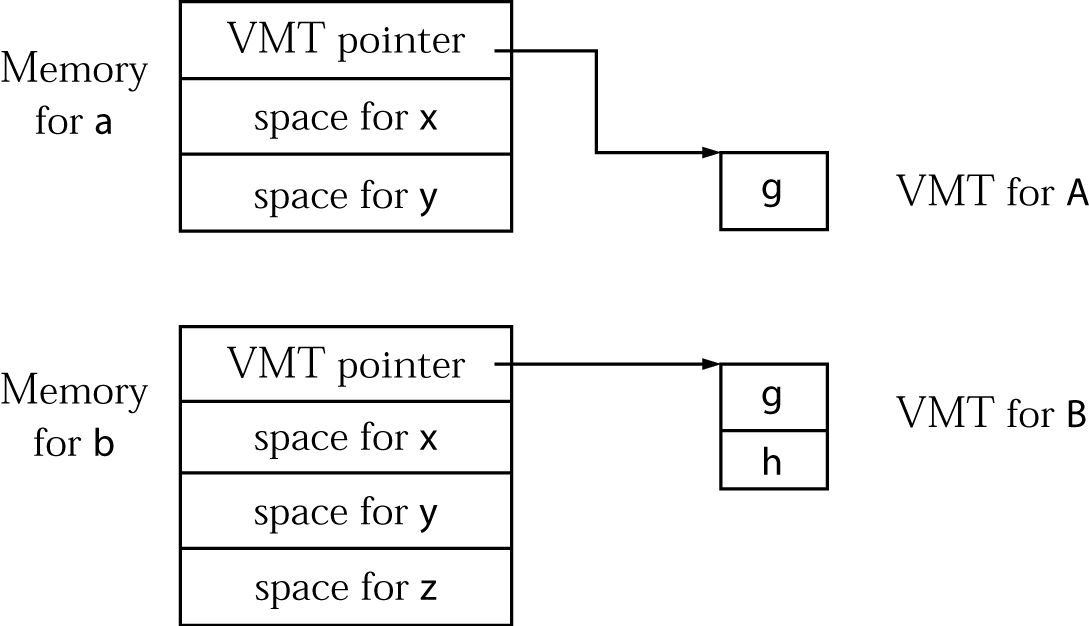 Memory
for a
VMT pointer
space for x
space for y
g
VMT for A
Memory
for b
VMT pointer
space for x
space for y
space for z
g
h
VMT for B